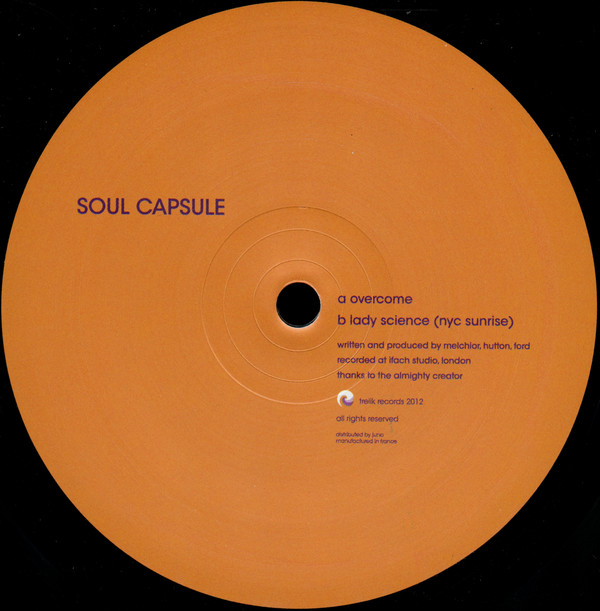 SOUL CAPSULE
a overcome
b lady science (nyc sunrise)
written and produced by melchior, hutton, ford
recorded at ifach studio, london
thanks to the almighty creator
trelik records 2012
all rights reserved
distributed by juno
manufactured in france